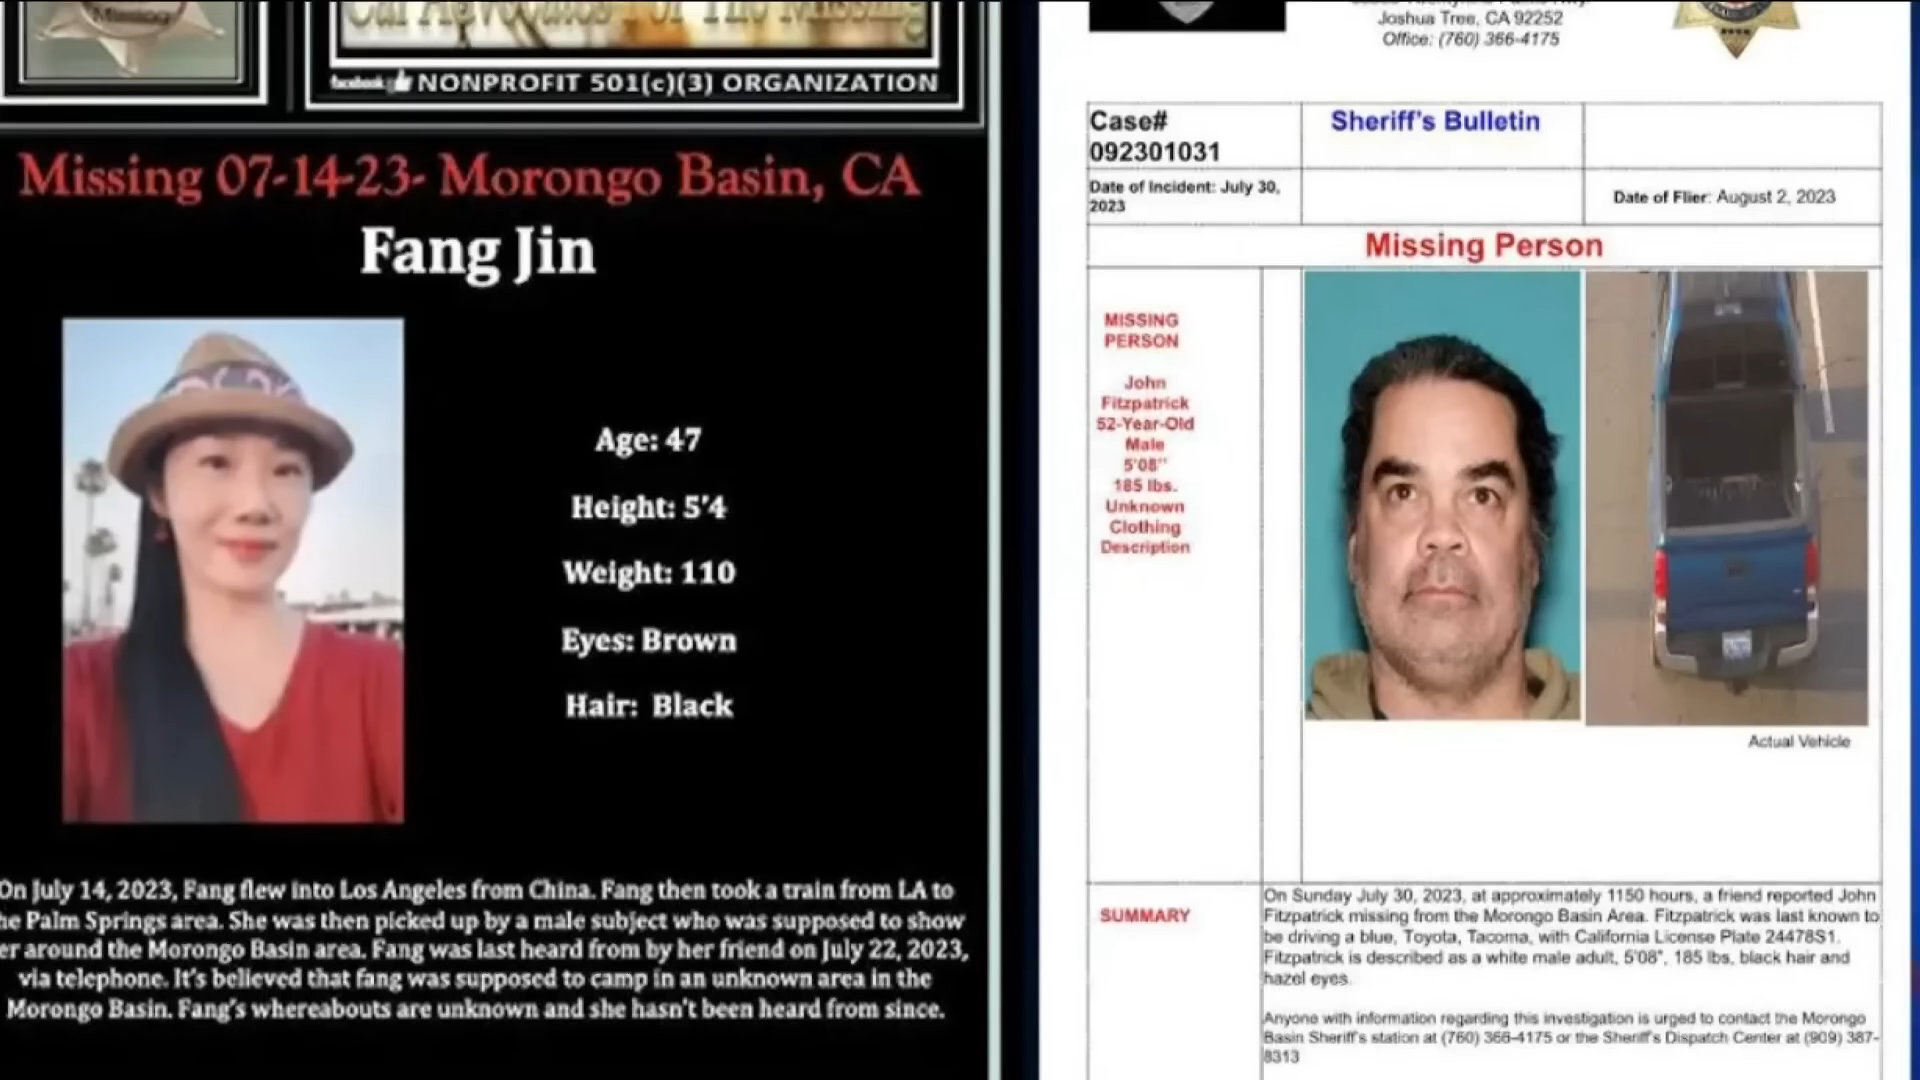 Missing
Our Advocates For The Missing
facebook NONPROFIT 501(c)(3) ORGANIZATION
Missing 07-14-23- Morongo Basin, CA
Fang Jin
Age: 47
Height: 5'4
Weight: 110
Eyes: Brown
Hair: Black
On July 14, 2023, Fang flew into Los Angeles from China. Fang then took a train from LA to
he Palm Springs area. She was then picked up by a male subject who was supposed to show
er around the Morongo Basin area. Fang was last heard from by her friend on July 22, 2023,
via telephone. It's believed that fang was supposed to camp in an unknown area in the
Morongo Basin. Fang's whereabouts are unknown and she hasn't been heard from since.
Joshua Tree, CA 92252
Office: (760) 366-4175
Case#
092301031
Sheriff's Bulletin
Date of Incident: July 30,
2023
Date of Flier: August 2, 2023
Missing Person
MISSING
PERSON
John
Fitzpatrick
52-Year-Old
Male
5'08"
185 lbs.
Unknown
Clothing
Description
Actual Vehicle
SUMMARY
On Sunday July 30, 2023, at approximately 1150 hours, a friend reported John
Fitzpatrick missing from the Morongo Basin Area. Fitzpatrick was last known to
be driving a blue, Toyota, Tacoma, with California License Plate 24478S1.
Fitzpatrick is described as a white male adult, 5'08", 185 lbs, black hair and
hazel eyes.
Anyone with information regarding this investigation is urged to contact the Morongo
Basin Sheriff's station at (760) 366-4175 or the Sheriff's Dispatch Center at (909) 387-
8313